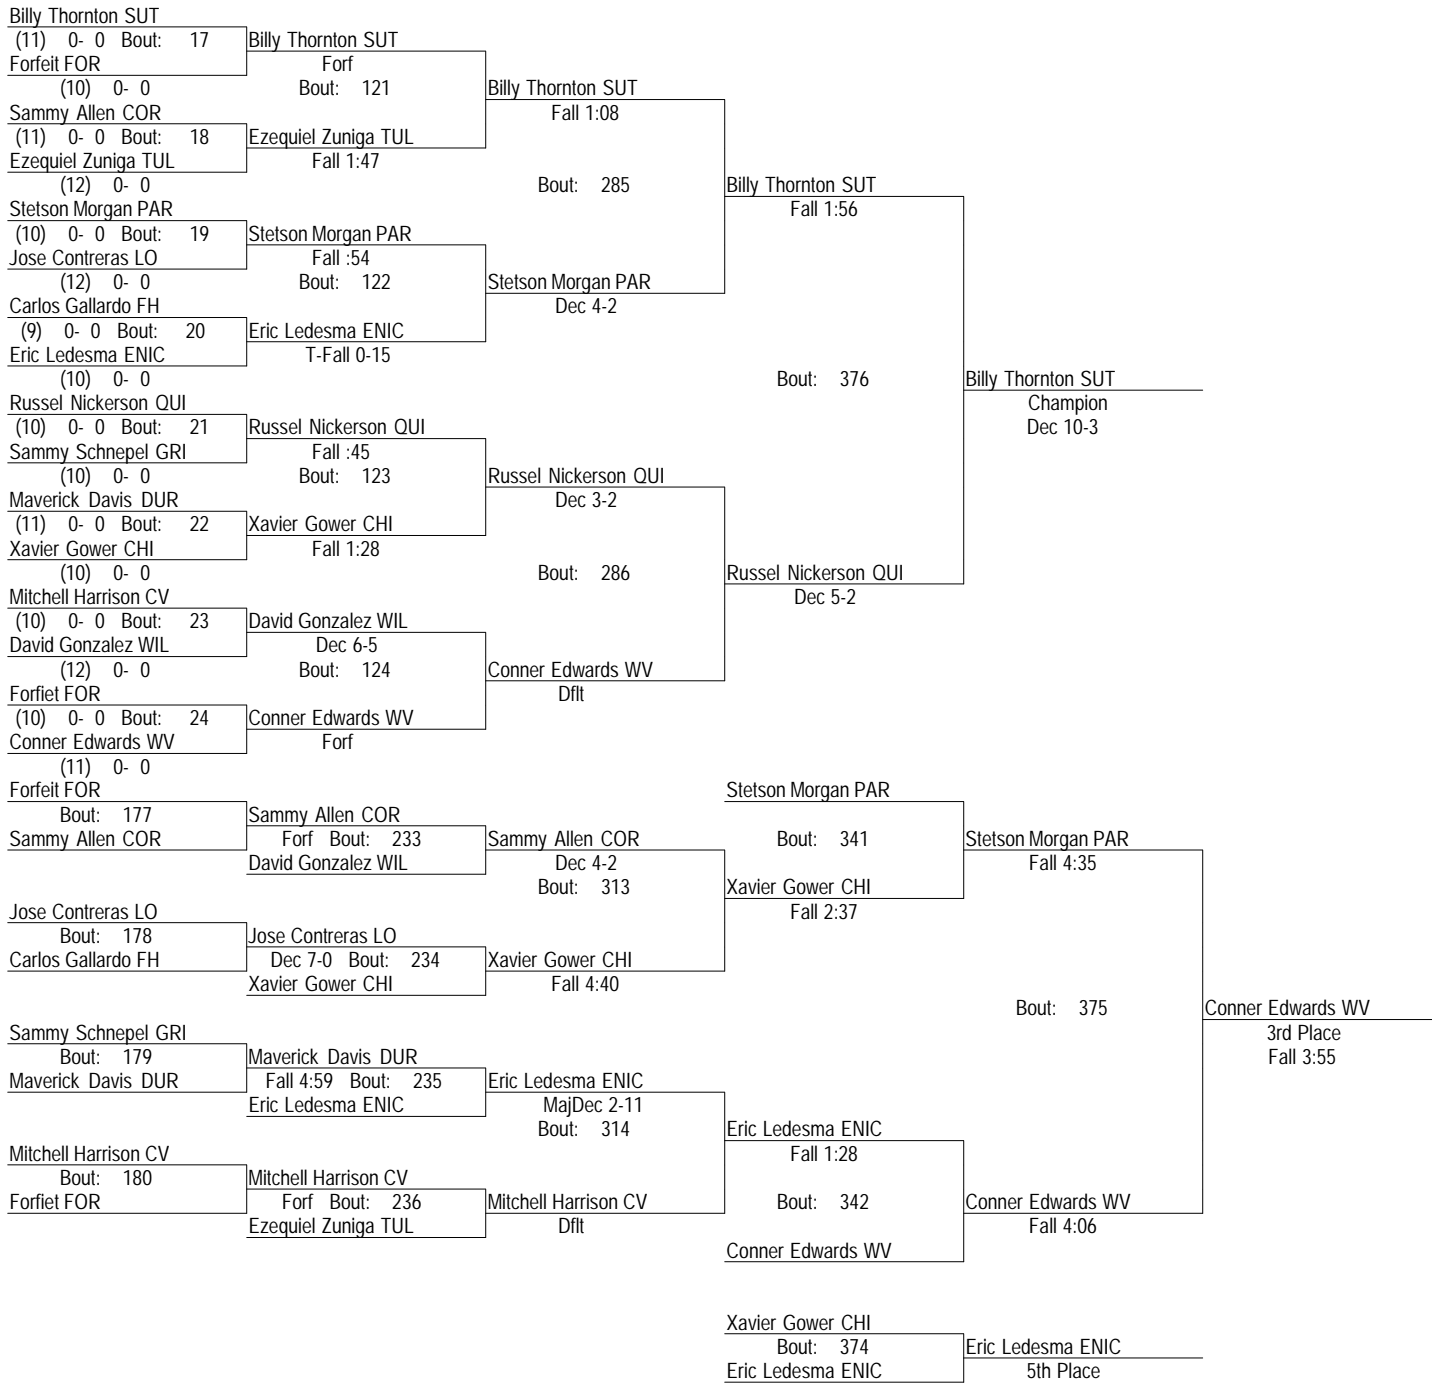 Billy Thornton SUT
(11) 0- 0 Bout: 17 Billy Thornton SUT
Forfeit FOR Forf
(10) 0- 0 Bout: 121 Billy Thornton SUT
Sammy Allen COR Fall 1:08
(11) 0- 0 Bout: 18 Ezequiel Zuniga TUL
Ezequiel Zuniga TUL Fall 1:47
(12) 0- 0 Bout: 285 Billy Thornton SUT
Stetson Morgan PAR Fall 1:56
(10) 0- 0 Bout: 19 Stetson Morgan PAR
Jose Contreras LO Fall :54
(12) 0- 0 Bout: 122 Stetson Morgan PAR
Carlos Gallardo FH Dec 4-2
(9) 0- 0 Bout: 20 Eric Ledesma ENIC
Eric Ledesma ENIC T-Fall 0-15
(10) 0- 0 Bout: 376 Billy Thornton SUT
Russel Nickerson QUI Champion
(10) 0- 0 Bout: 21 Russel Nickerson QUI Dec 10-3
Sammy Schnepel GRI Fall :45
(10) 0- 0 Bout: 123 Russel Nickerson QUI
Maverick Davis DUR Dec 3-2
(11) 0- 0 Bout: 22 Xavier Gower CHI
Xavier Gower CHI Fall 1:28
(10) 0- 0 Bout: 286 Russel Nickerson QUI
Mitchell Harrison CV Dec 5-2
(10) 0- 0 Bout: 23 David Gonzalez WIL
David Gonzalez WIL Dec 6-5
(12) 0- 0 Bout: 124 Conner Edwards WV
Forfiet FOR Dflt
(10) 0- 0 Bout: 24 Conner Edwards WV
Conner Edwards WV Forf
(11) 0- 0
Forfeit FOR Stetson Morgan PAR
Bout: 177 Sammy Allen COR
Sammy Allen COR Forf Bout: 233 Sammy Allen COR Bout: 341 Stetson Morgan PAR
David Gonzalez WIL Dec 4-2 Fall 4:35
Bout: 313 Xavier Gower CHI
Jose Contreras LO Fall 2:37
Bout: 178 Jose Contreras LO
Carlos Gallardo FH Dec 7-0 Bout: 234 Xavier Gower CHI
Xavier Gower CHI Fall 4:40
Bout: 375 Conner Edwards WV
Sammy Schnepel GRI 3rd Place
Bout: 179 Maverick Davis DUR Fall 3:55
Maverick Davis DUR Fall 4:59 Bout: 235 Eric Ledesma ENIC
Eric Ledesma ENIC MajDec 2-11
Bout: 314 Eric Ledesma ENIC
Mitchell Harrison CV Fall 1:28
Bout: 180 Mitchell Harrison CV
Forfiet FOR Forf Bout: 236 Mitchell Harrison CV Bout: 342 Conner Edwards WV
Ezequiel Zuniga TUL Dflt Fall 4:06
Conner Edwards WV
Xavier Gower CHI
Bout: 374 Eric Ledesma ENIC
Eric Ledesma ENIC 5th Place